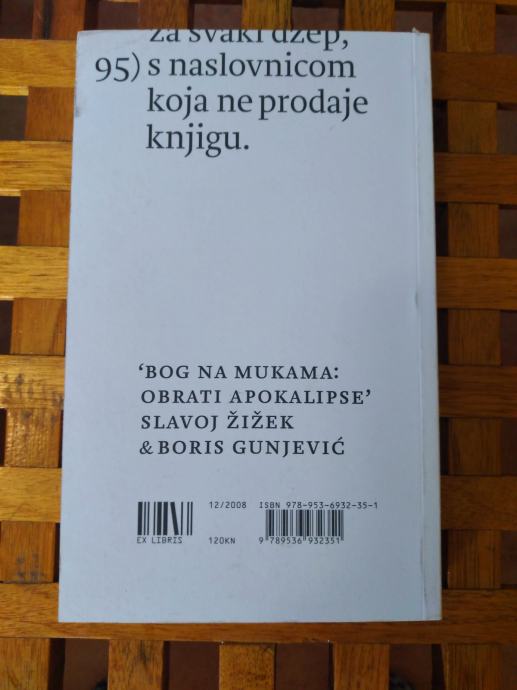 za svaki džep,
95) s naslovnicom
koja ne prodaje
knjigu.
‘BOG NA MUKAMA:
OBRATI APOKALIPSE’
SLAVOJ ŽIŽEK
& BORIS GUNJEVIĆ
12/2008 ISBN 978-953-6932-35-1
EX LIBRIS 120KN 9 789536 932351